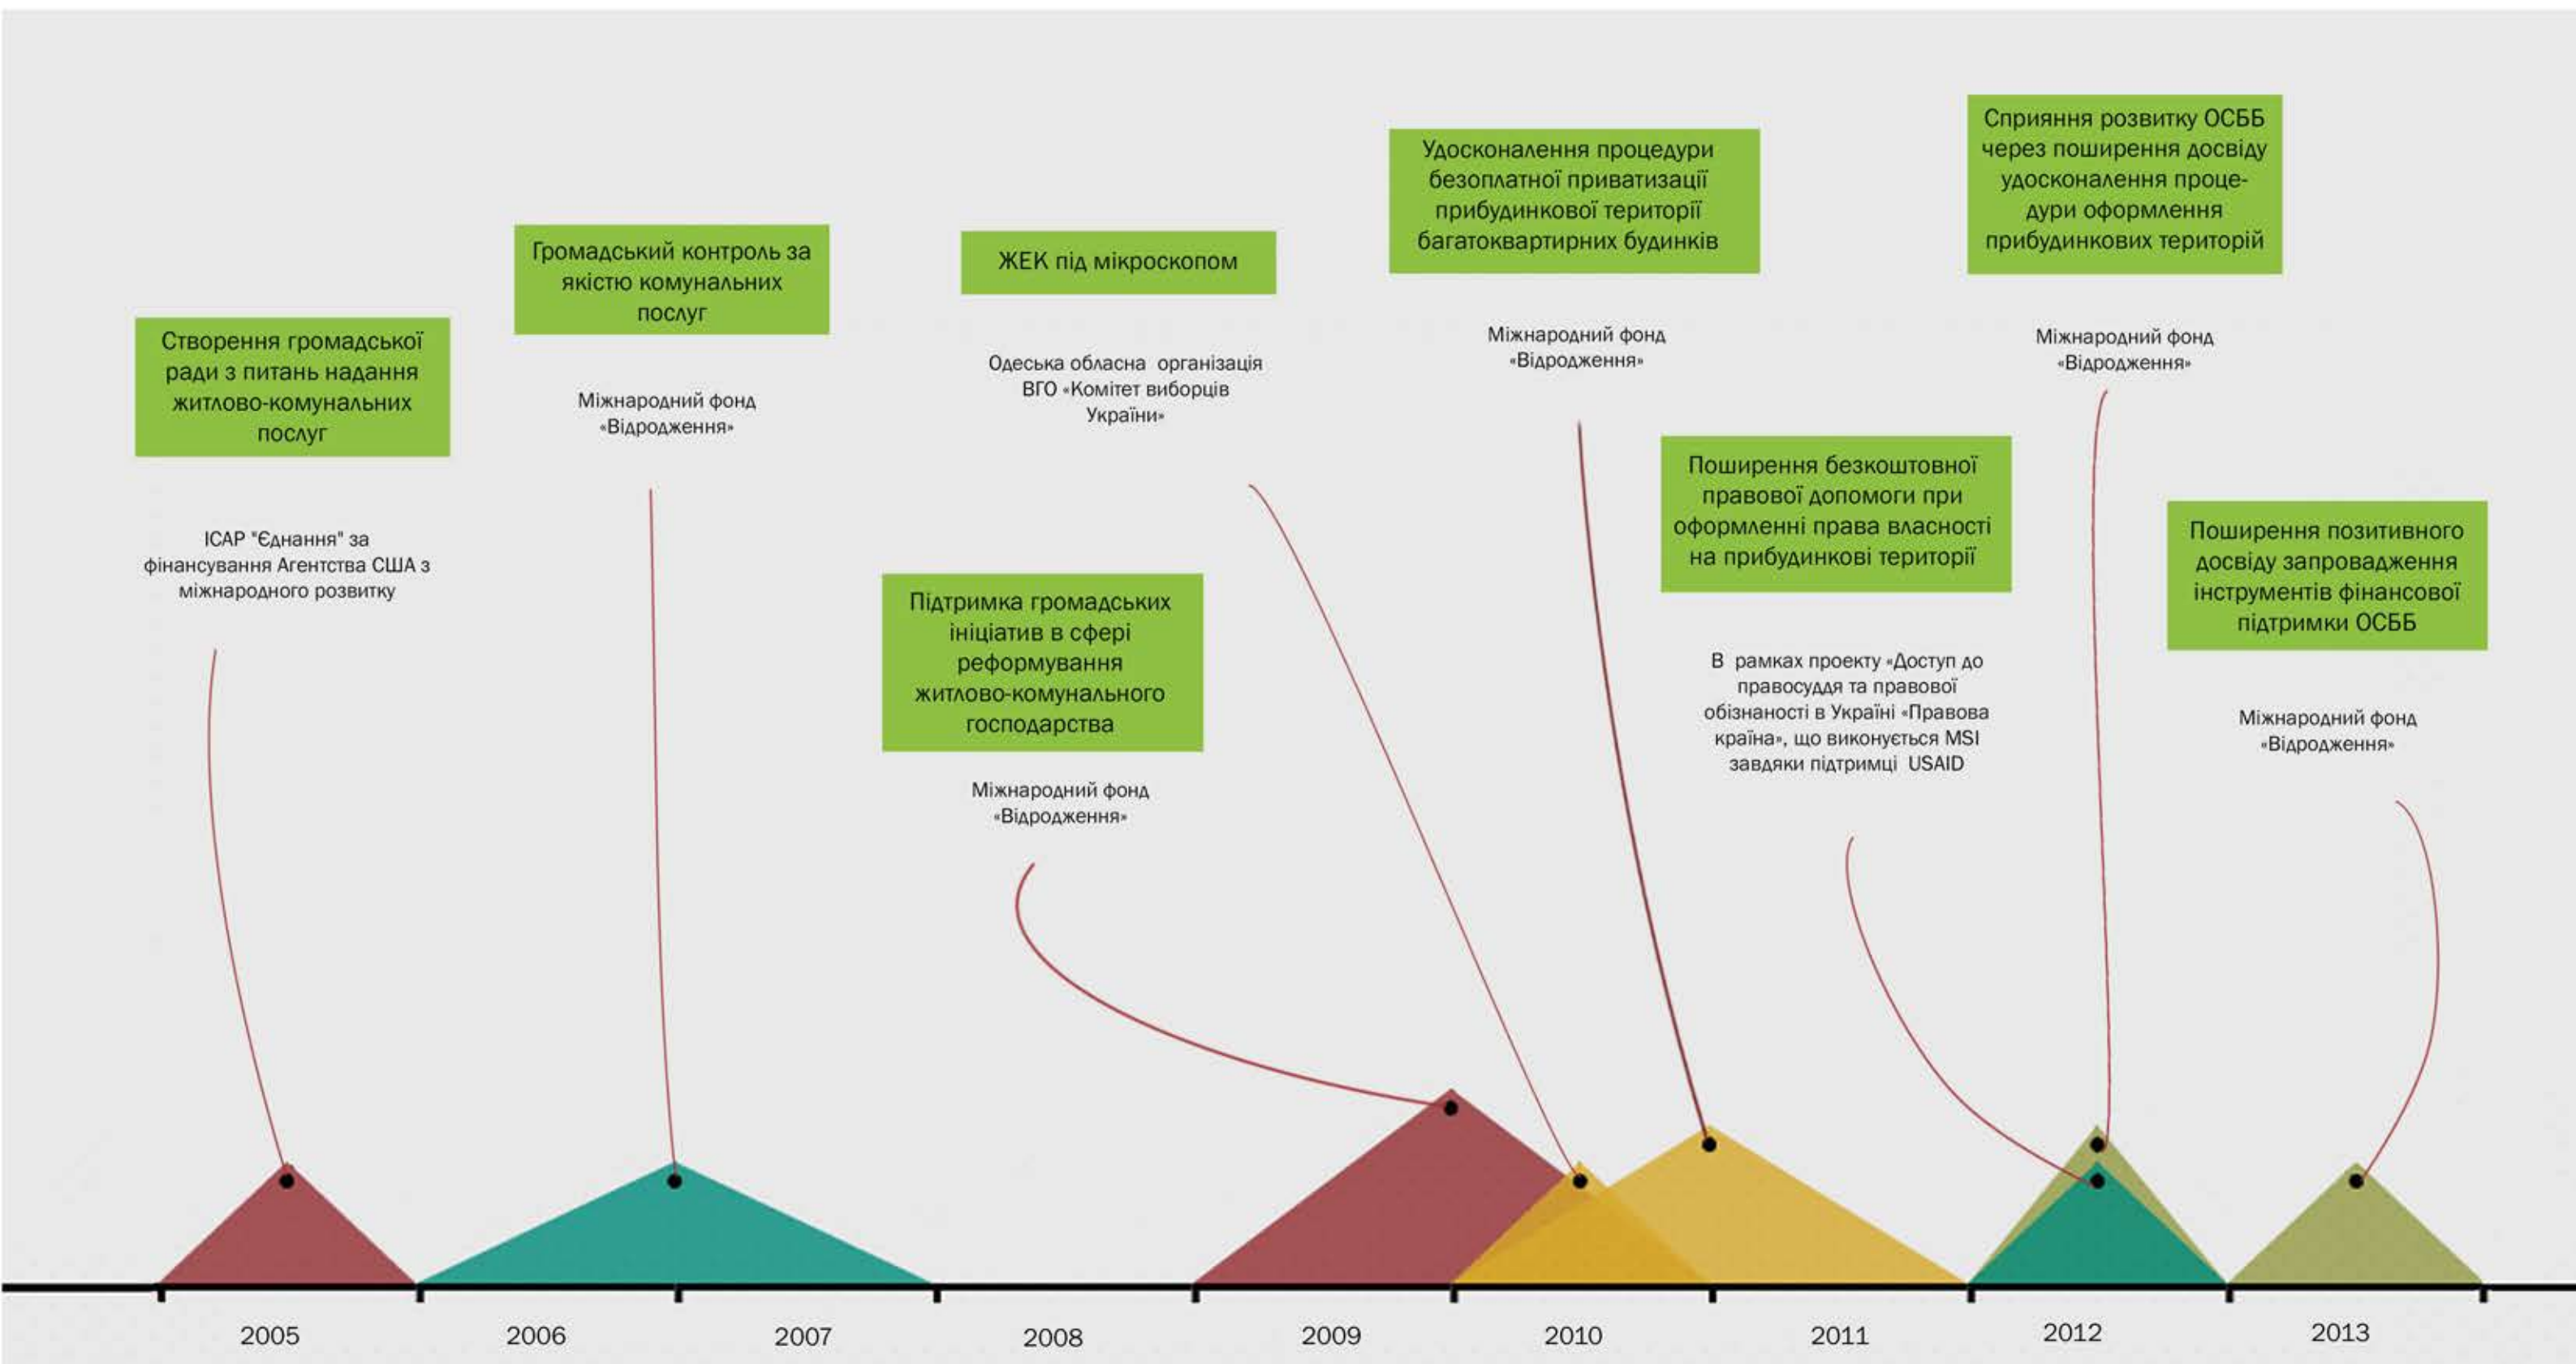 Створення громадської
ради з питань надання
житлово-комунальних
послуг
ІСАР "Єднання" за
фінансування Агентства США з
міжнародного розвитку
Громадський контроль за
якістю комунальних
послуг
Міжнародний фонд
«Відродження»
ЖЕК під мікроскопом
Одеська обласна організація
ВГО «Комітет виборців
України»
Підтримка громадських
ініціатив в сфері
реформування
житлово-комунального
господарства
Міжнародний фонд
«Відродження»
Удосконалення процедури
безоплатної приватизації
прибудинкової території
багатоквартирних будинків
Міжнародний фонд
«Відродження»
Поширення безкоштовної
правової допомоги при
оформленні права власності
на прибудинкові території
В рамках проекту «Доступ до
правосуддя та правової
обізнаності в Україні «Правова
країна», що виконується MSI
завдяки підтримці USAID
Сприяння розвитку ОСББ
через поширення досвіду
удосконалення проце-
дури оформлення
прибудинкових територій
Міжнародний фонд
«Відродження»
Поширення позитивного
досвіду запровадження
інструментів фінансової
підтримки ОСББ
Міжнародний фонд
«Відродження»
2005 2006 2007 2008 2009 2010 2011 2012 2013